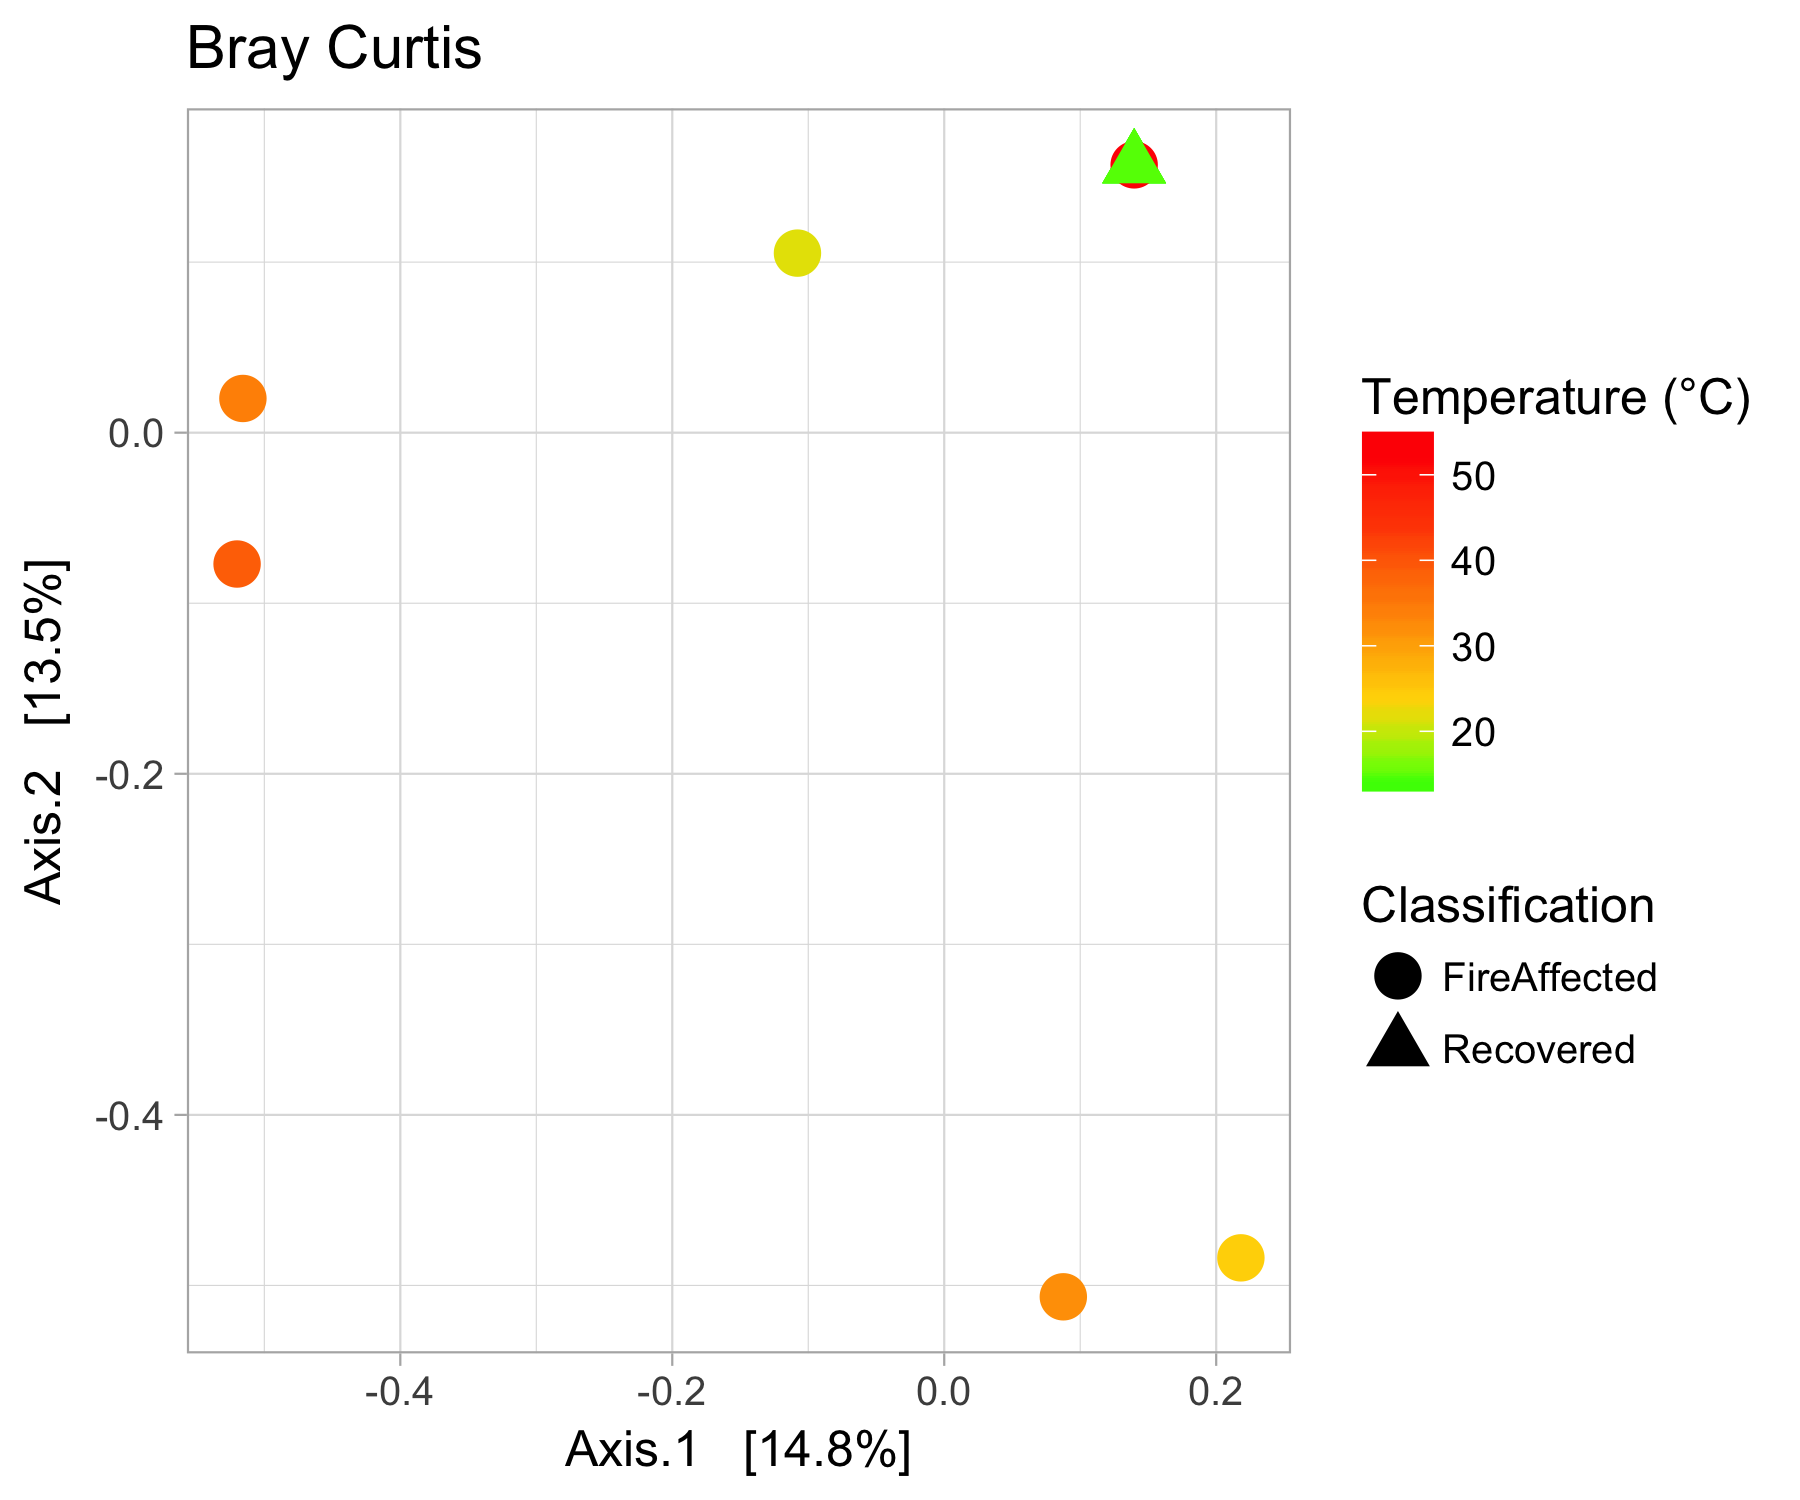 Bray Curtis
0.0
-0.2
-0.4
Axis.2 [13.5%]
-0.4 -0.2 0.0 0.2
Axis.1 [14.8%]
Temperature (°C)
50
40
30
20
Classification
FireAffected
Recovered